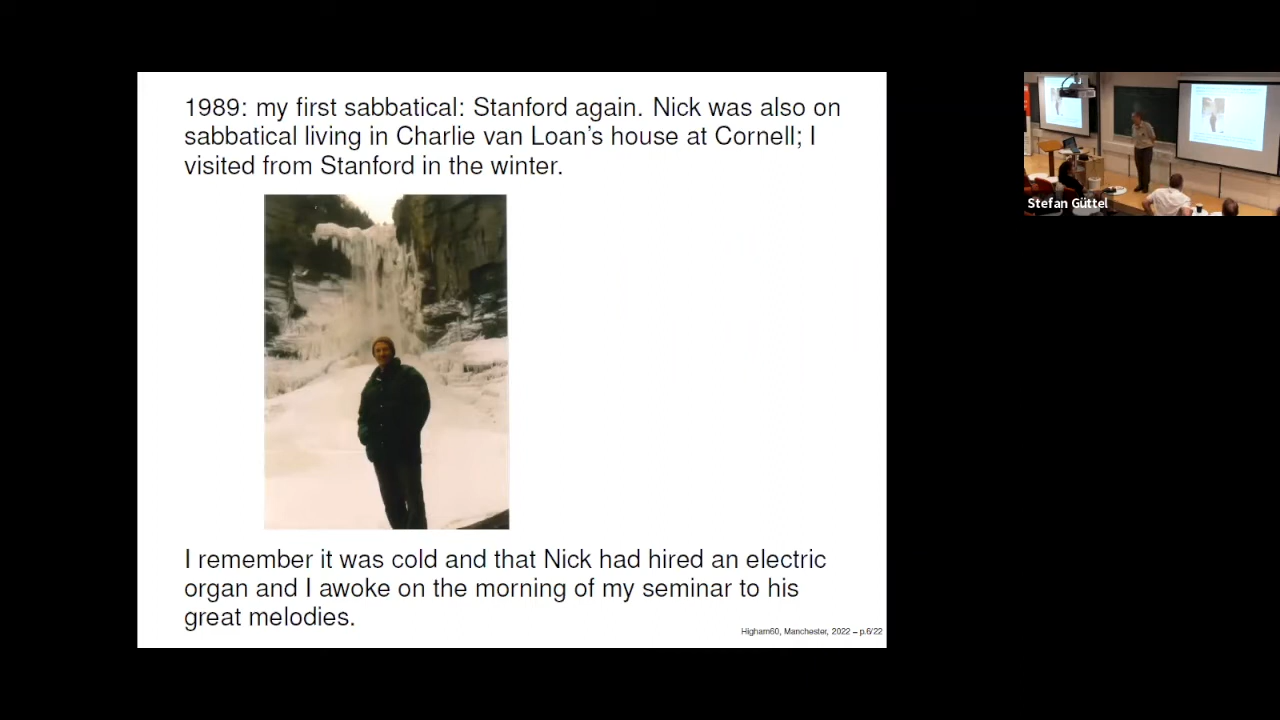 1989: my first sabbatical: Stanford again. Nick was also on
sabbatical living in Charlie van Loan's house at Cornell; I
visited from Stanford in the winter.
Stefan Güttel
I remember it was cold and that Nick had hired an electric
organ and I awoke on the morning of my seminar to his
great melodies.
Higham60, Manchester, 2022 – p.6/22